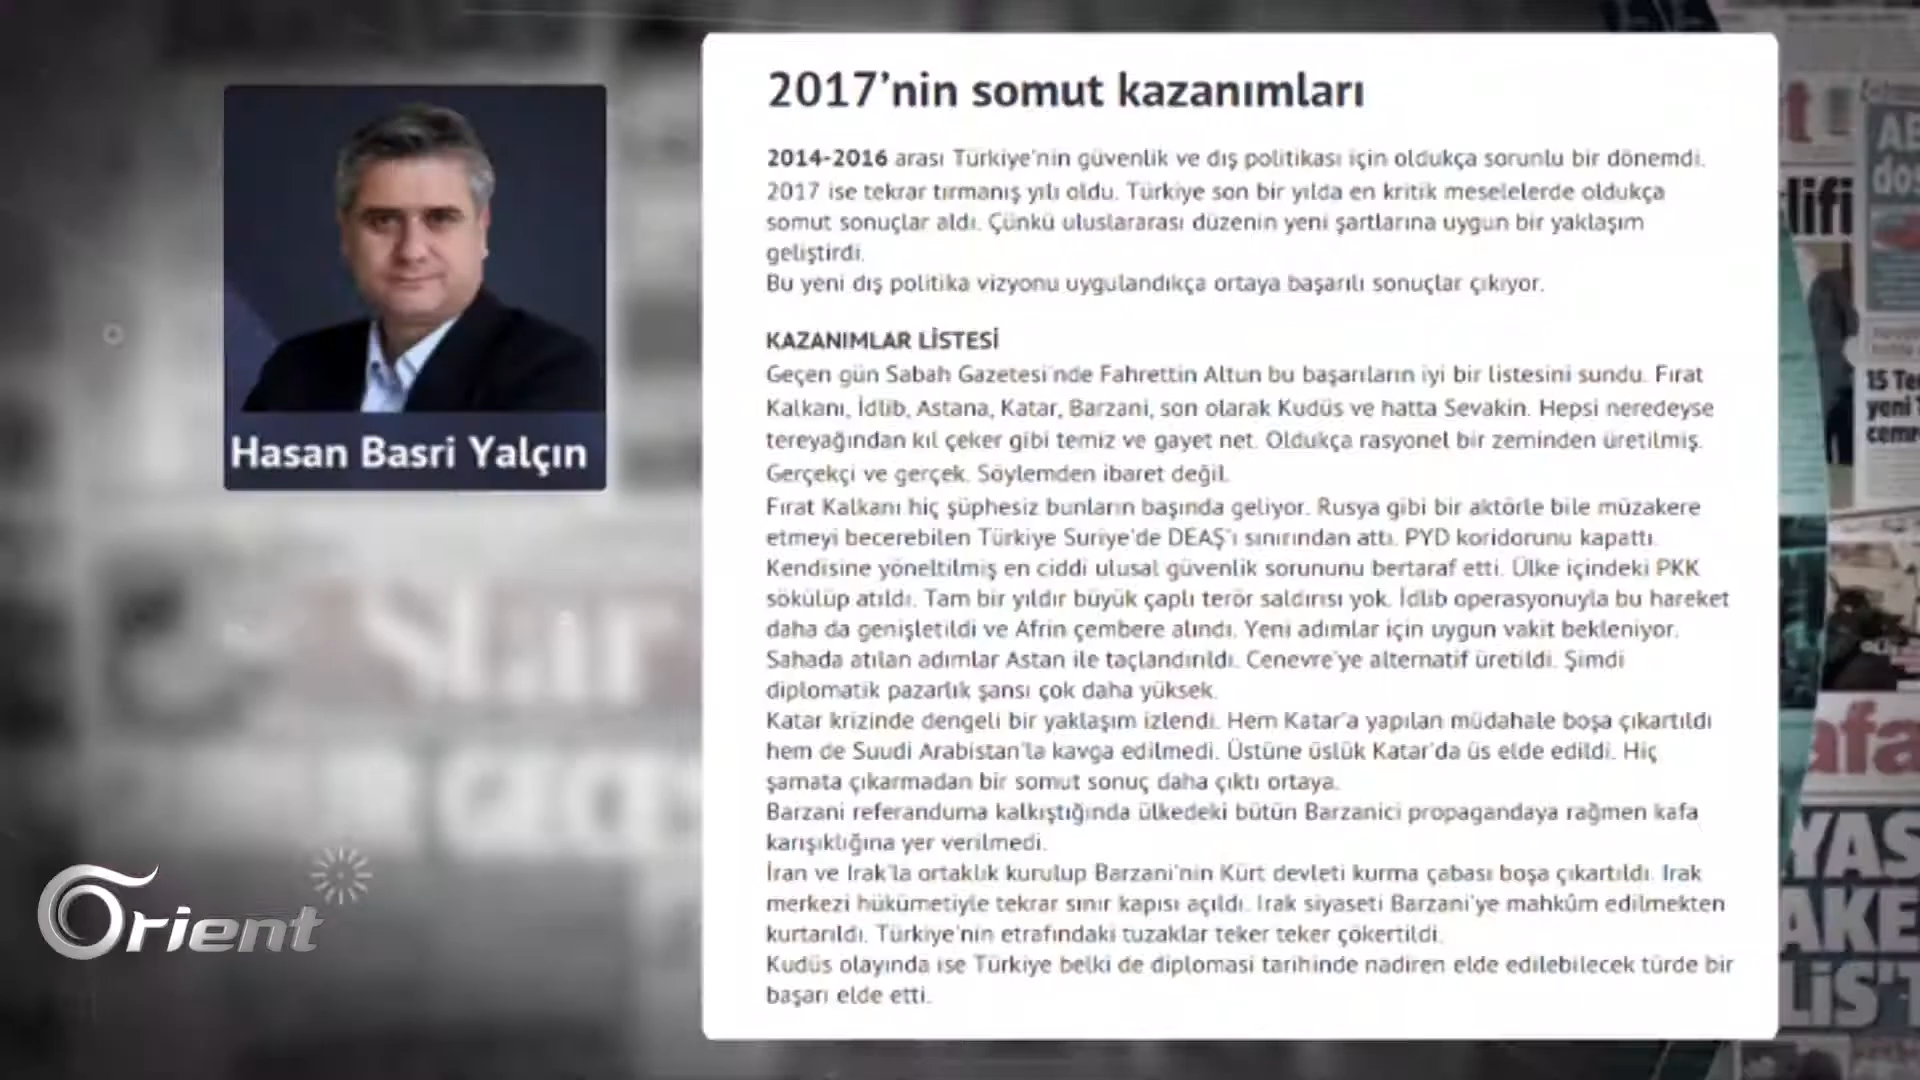 2017'nin somut kazanımları
2014-2016 arası Türkiye'nin güvenlik ve dış politikası için oldukça sorunlu bir dönemdi.
2017 ise tekrar tırmanış yılı oldu. Türkiye son bir yılda en kritik meselelerde oldukça
somut sonuçlar aldı. Çünkü uluslararası düzenin yeni şartlarına uygun bir yaklaşım
geliştirdi.
Bu yeni dış politika vizyonu uygulandıkça ortaya başarılı sonuçlar çıkıyor.
KAZANIMLAR LİSTESİ
Geçen gün Sabah Gazetesi'nde Fahrettin Altun bu başarıların iyi bir listesini sundu. Fırat
Kalkanı, İdlib, Astana, Katar, Barzani, son olarak Kudüs ve hatta Sevakin. Hepsi neredeyse
tereyağından kıl çeker gibi temiz ve gayet net. Oldukça rasyonel bir zeminden üretilmiş.
Gerçekçi ve gerçek. Söylemden ibaret değil.
Fırat Kalkanı hiç şüphesiz bunların başında geliyor. Rusya gibi bir aktörle bile müzakere
etmeyi becerebilen Türkiye Suriye'de DEAŞ'ı sınırından attı. PYD koridorunu kapattı.
Kendisine yöneltilmiş en ciddi ulusal güvenlik sorununu bertaraf etti. Ülke içindeki PKK
sökülüp atıldı. Tam bir yıldır büyük çaplı terör saldırısı yok. İdlib operasyonuyla bu hareket
daha da genişletildi ve Afrin çembere alındı. Yeni adımlar için uygun vakit bekleniyor.
Sahada atılan adımlar Astan ile taçlandırıldı. Cenevre'ye alternatif üretildi. Şimdi
diplomatik pazarlık şansı çok daha yüksek.
Katar krizinde dengeli bir yaklaşım izlendi. Hem Katar'a yapılan müdahale boşa çıkartıldı
hem de Suudi Arabistan'la kavga edilmedi. Üstüne üslük Katar'da üs elde edildi. Hiç
şamata çıkarmadan bir somut sonuç daha çıktı ortaya.
Barzani referanduma kalkıştığında ülkedeki bütün Barzanici propagandaya rağmen kafa
karışıklığına yer verilmedi.
İran ve Irak'la ortaklık kurulup Barzani'nin Kürt devleti kurma çabası boşa çıkartıldı. Irak
merkezi hükümetiyle tekrar sınır kapısı açıldı. Irak siyaseti Barzani'ye mahkûm edilmekten
kurtarıldı. Türkiye'nin etrafındaki tuzaklar teker teker çökertildi.
Kudüs olayında ise Türkiye belki de diplomasi tarihinde nadiren elde edilebilecek türde bir
başarı elde etti.
Hasan Basri Yalçın
Orient
Star
afa
YAS
AKE
LİS'T
lifi
15 Te
yeni